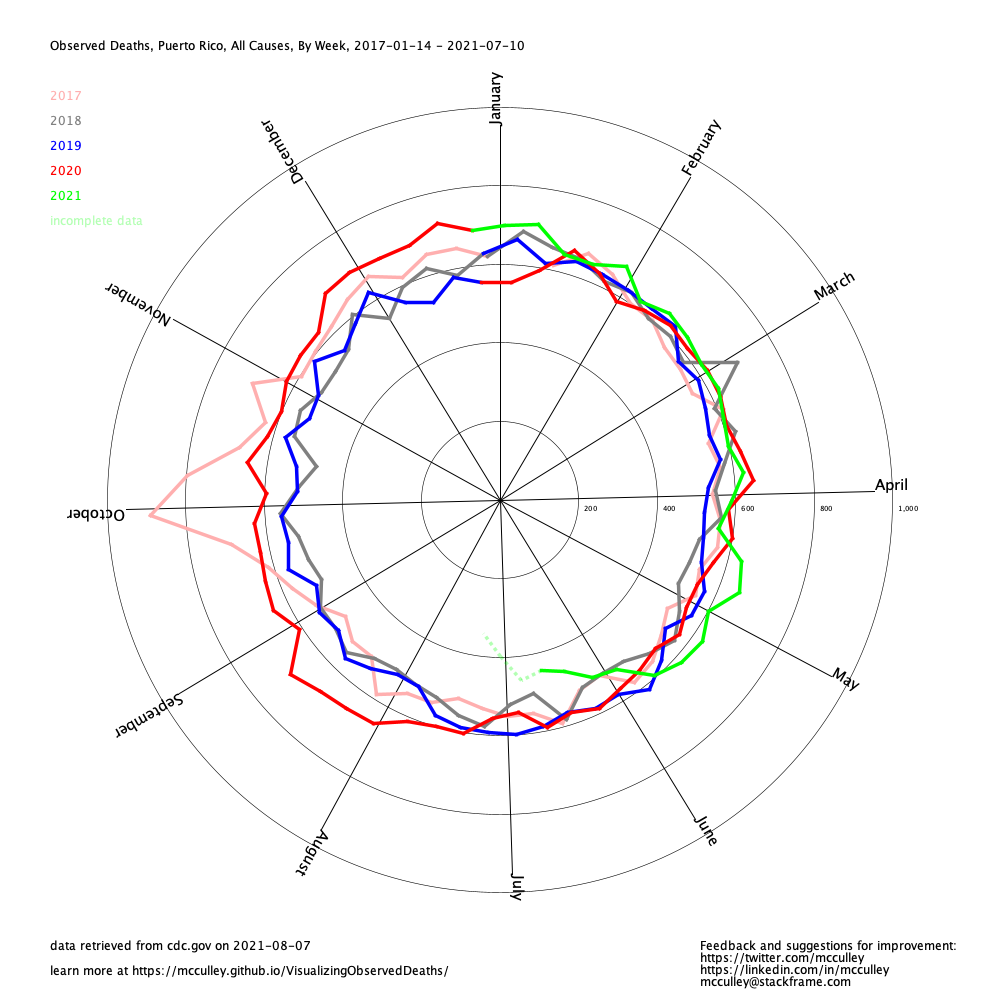 Observed Deaths, Puerto Rico, All Causes, By Week, 2017-01-14 - 2021-07-10
2017
2018
2019
2020
2021
incomplete data
January
February
March
April
May
June
July
August
September
October
November
December
200
400
600
800
1,000
data retrieved from cdc.gov on 2021-08-07
learn more at https://mcculley.github.io/VisualizingObservedDeaths/
Feedback and suggestions for improvement:
https://twitter.com/mcculley
https://linkedin.com/in/mcculley
mcculley@stackframe.com